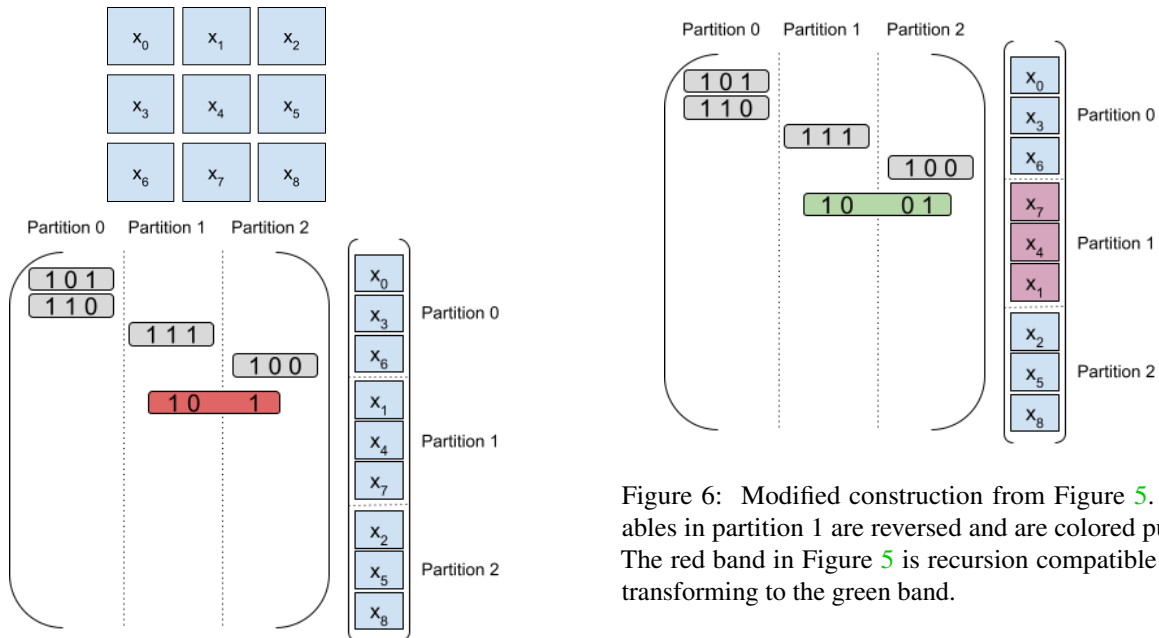 x0 x1 x2
x3 x4 x5
x6 x7 x8
Partition 0 Partition 1 Partition 2
1 0 1
1 1 0
1 1 1
1 0 0
1 0 1
x0
x3
x6
Partition 0
x1
x4
x7
Partition 1
x2
x5
x8
Partition 2
Partition 0 Partition 1 Partition 2
1 0 1
1 1 0
1 1 1
1 0 0
1 0 0 1
x0
x3
x6
Partition 0
x7
x4
x1
Partition 1
x2
x5
x8
Partition 2
Figure 6: Modified construction from Figure 5.
ables in partition 1 are reversed and are colored pu
The red band in Figure 5 is recursion compatible
transforming to the green band.